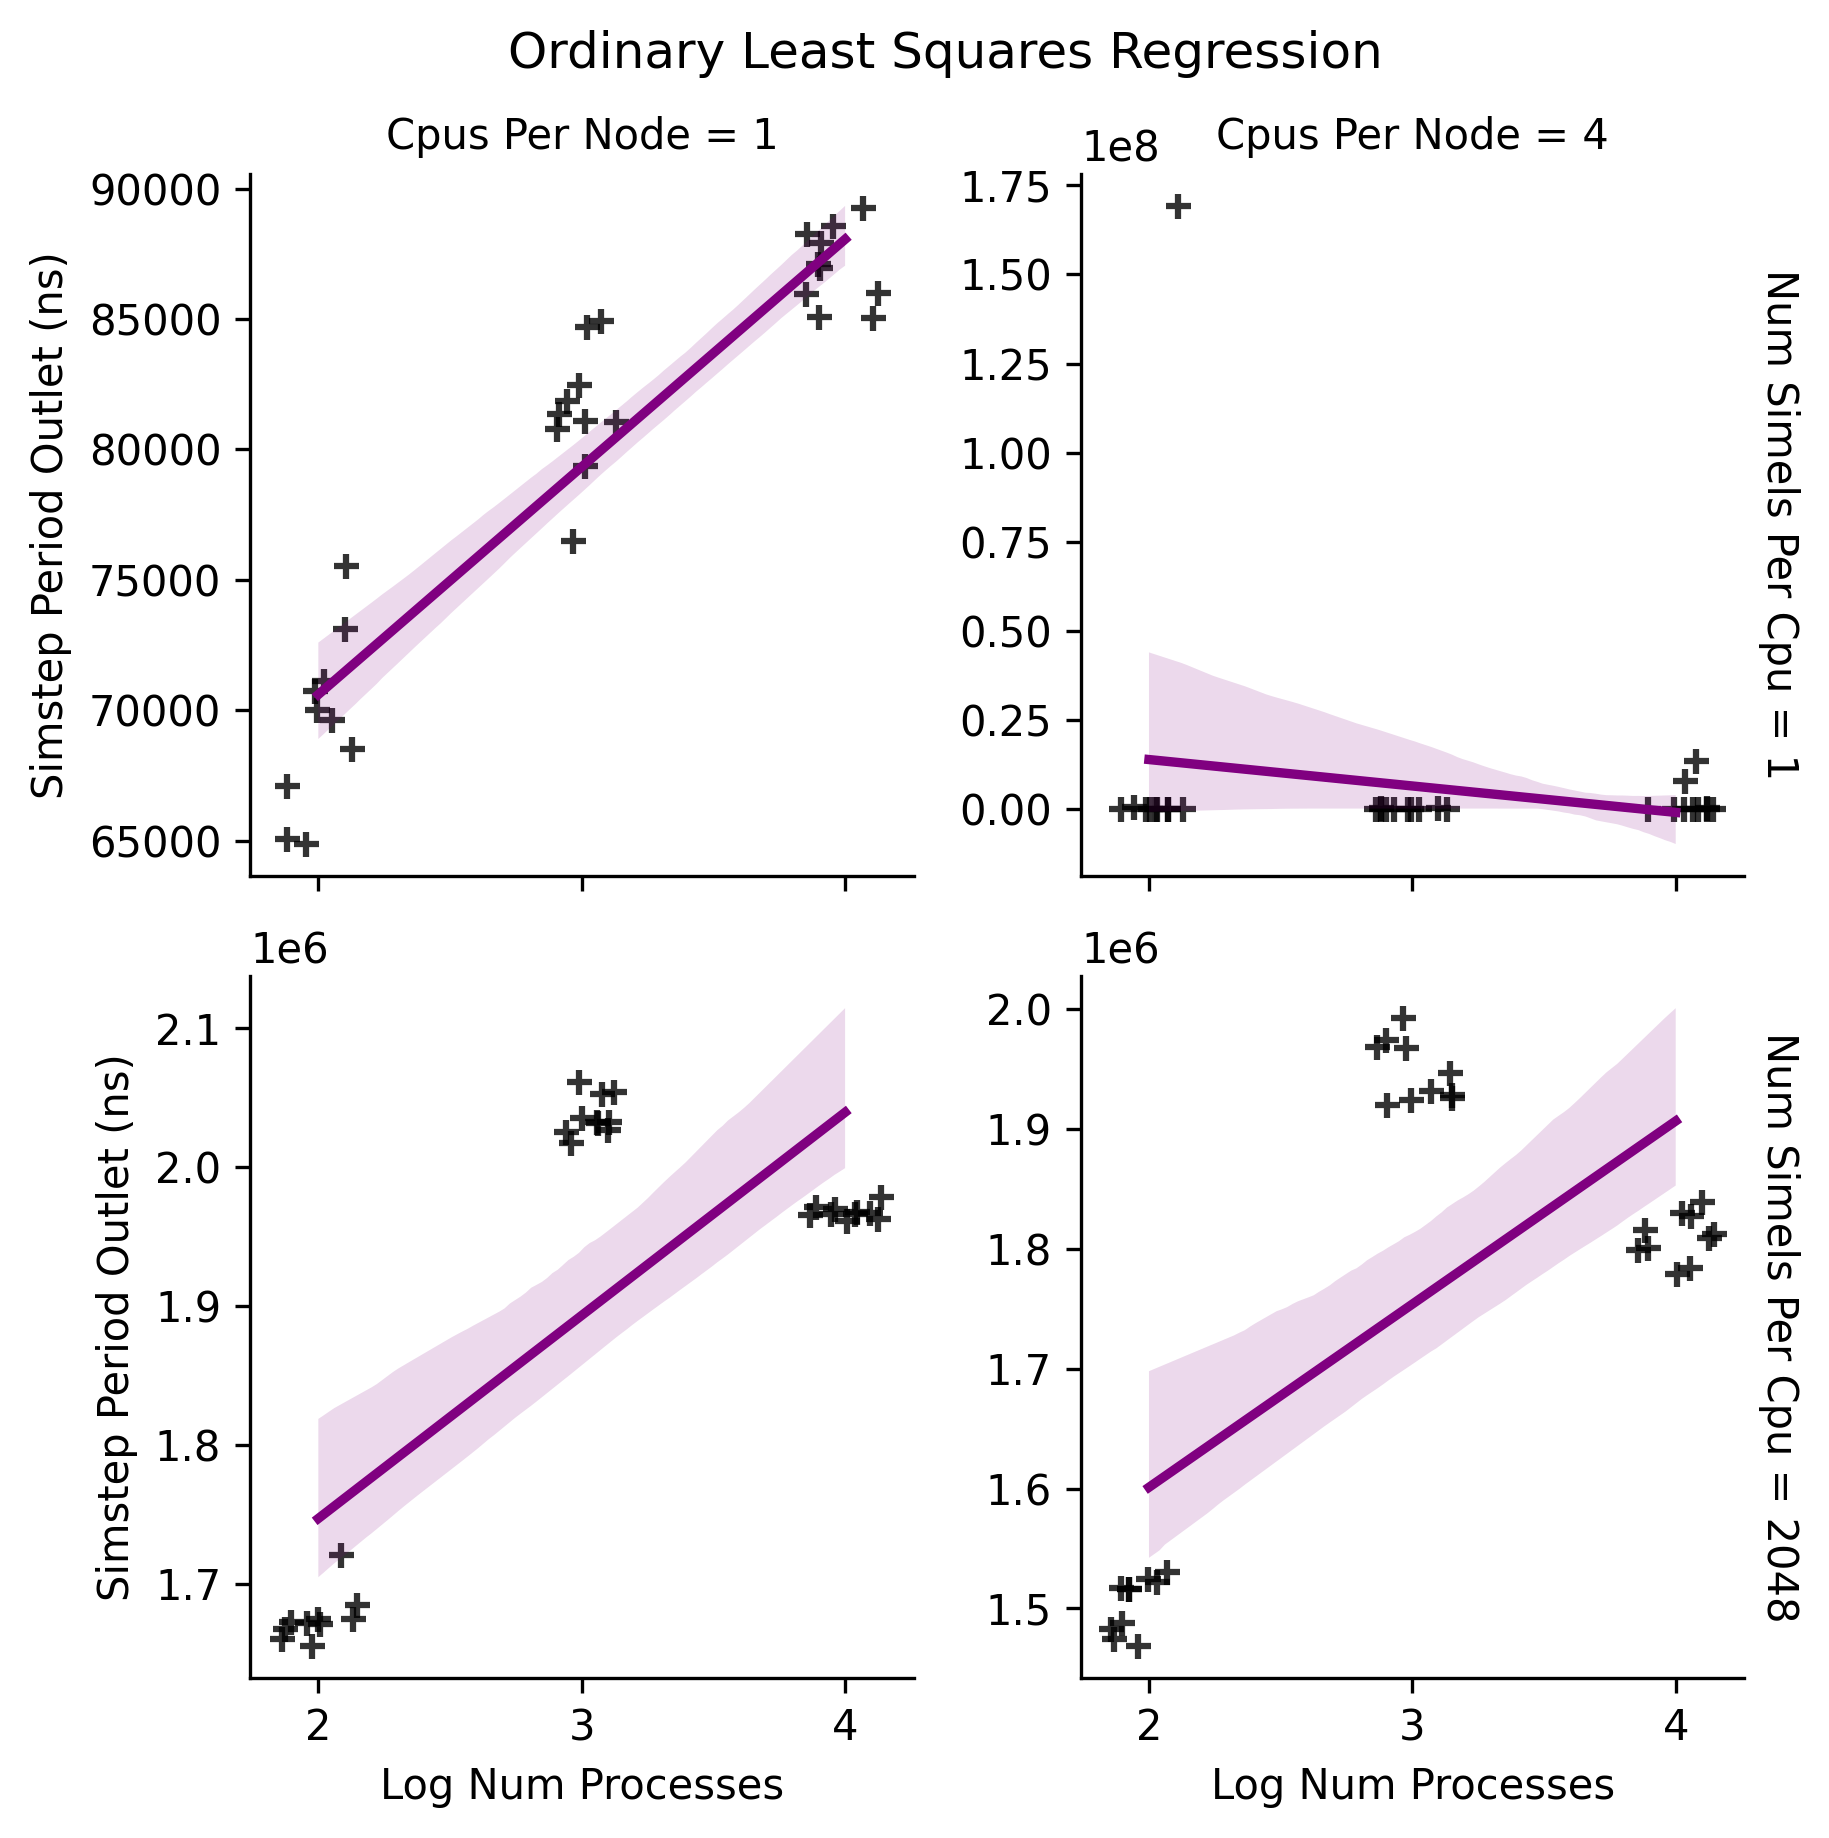 Ordinary Least Squares Regression
Cpus Per Node = 1
Cpus Per Node = 4
1e8
90000
85000
80000
75000
70000
65000
Simstep Period Outlet (ns)
1.75
1.50
1.25
1.00
0.75
0.50
0.25
0.00
Num Simels Per Cpu = 1
1e6
2.1
2.0
1.9
1.8
1.7
Simstep Period Outlet (ns)
2
3
4
Log Num Processes
1e6
2.0
1.9
1.8
1.7
1.6
1.5
2
3
4
Log Num Processes
Num Simels Per Cpu = 2048